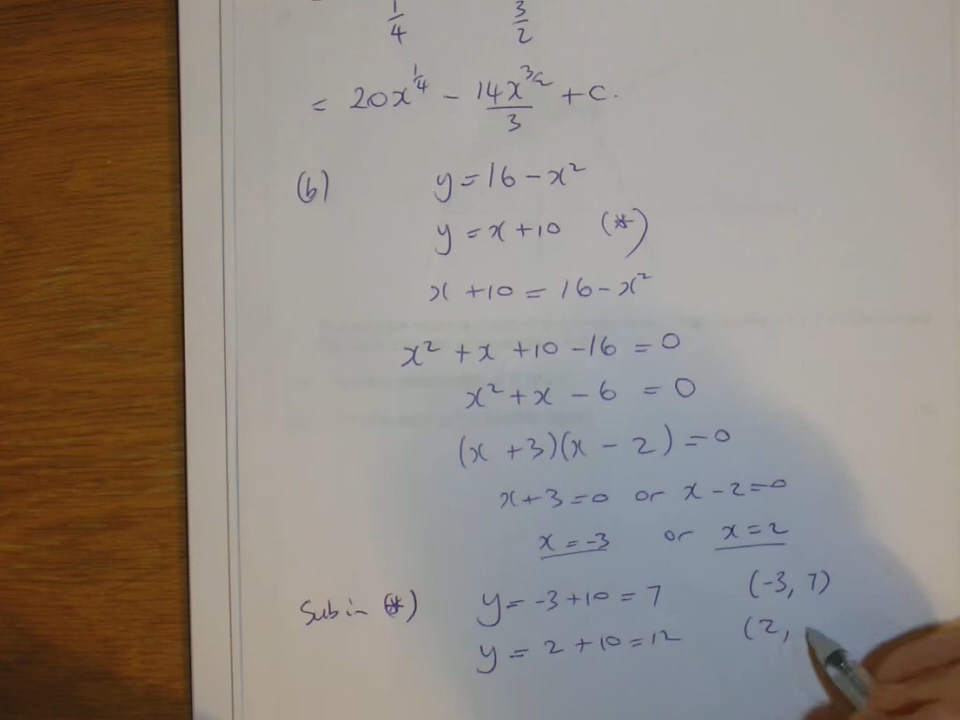 1/4 3/2
= 20x^1/4 - 14x^3/2/3 + c.
(b) y = 16 - x²
y = x + 10 (*)
x + 10 = 16 - x²
x² + x + 10 - 16 = 0
x² + x - 6 = 0
(x + 3)(x - 2) = 0
x + 3 = 0 or x - 2 = 0
x = -3 or x = 2
Sub in (*) y = -3 + 10 = 7 (-3, 7)
y = 2 + 10 = 12 (2,